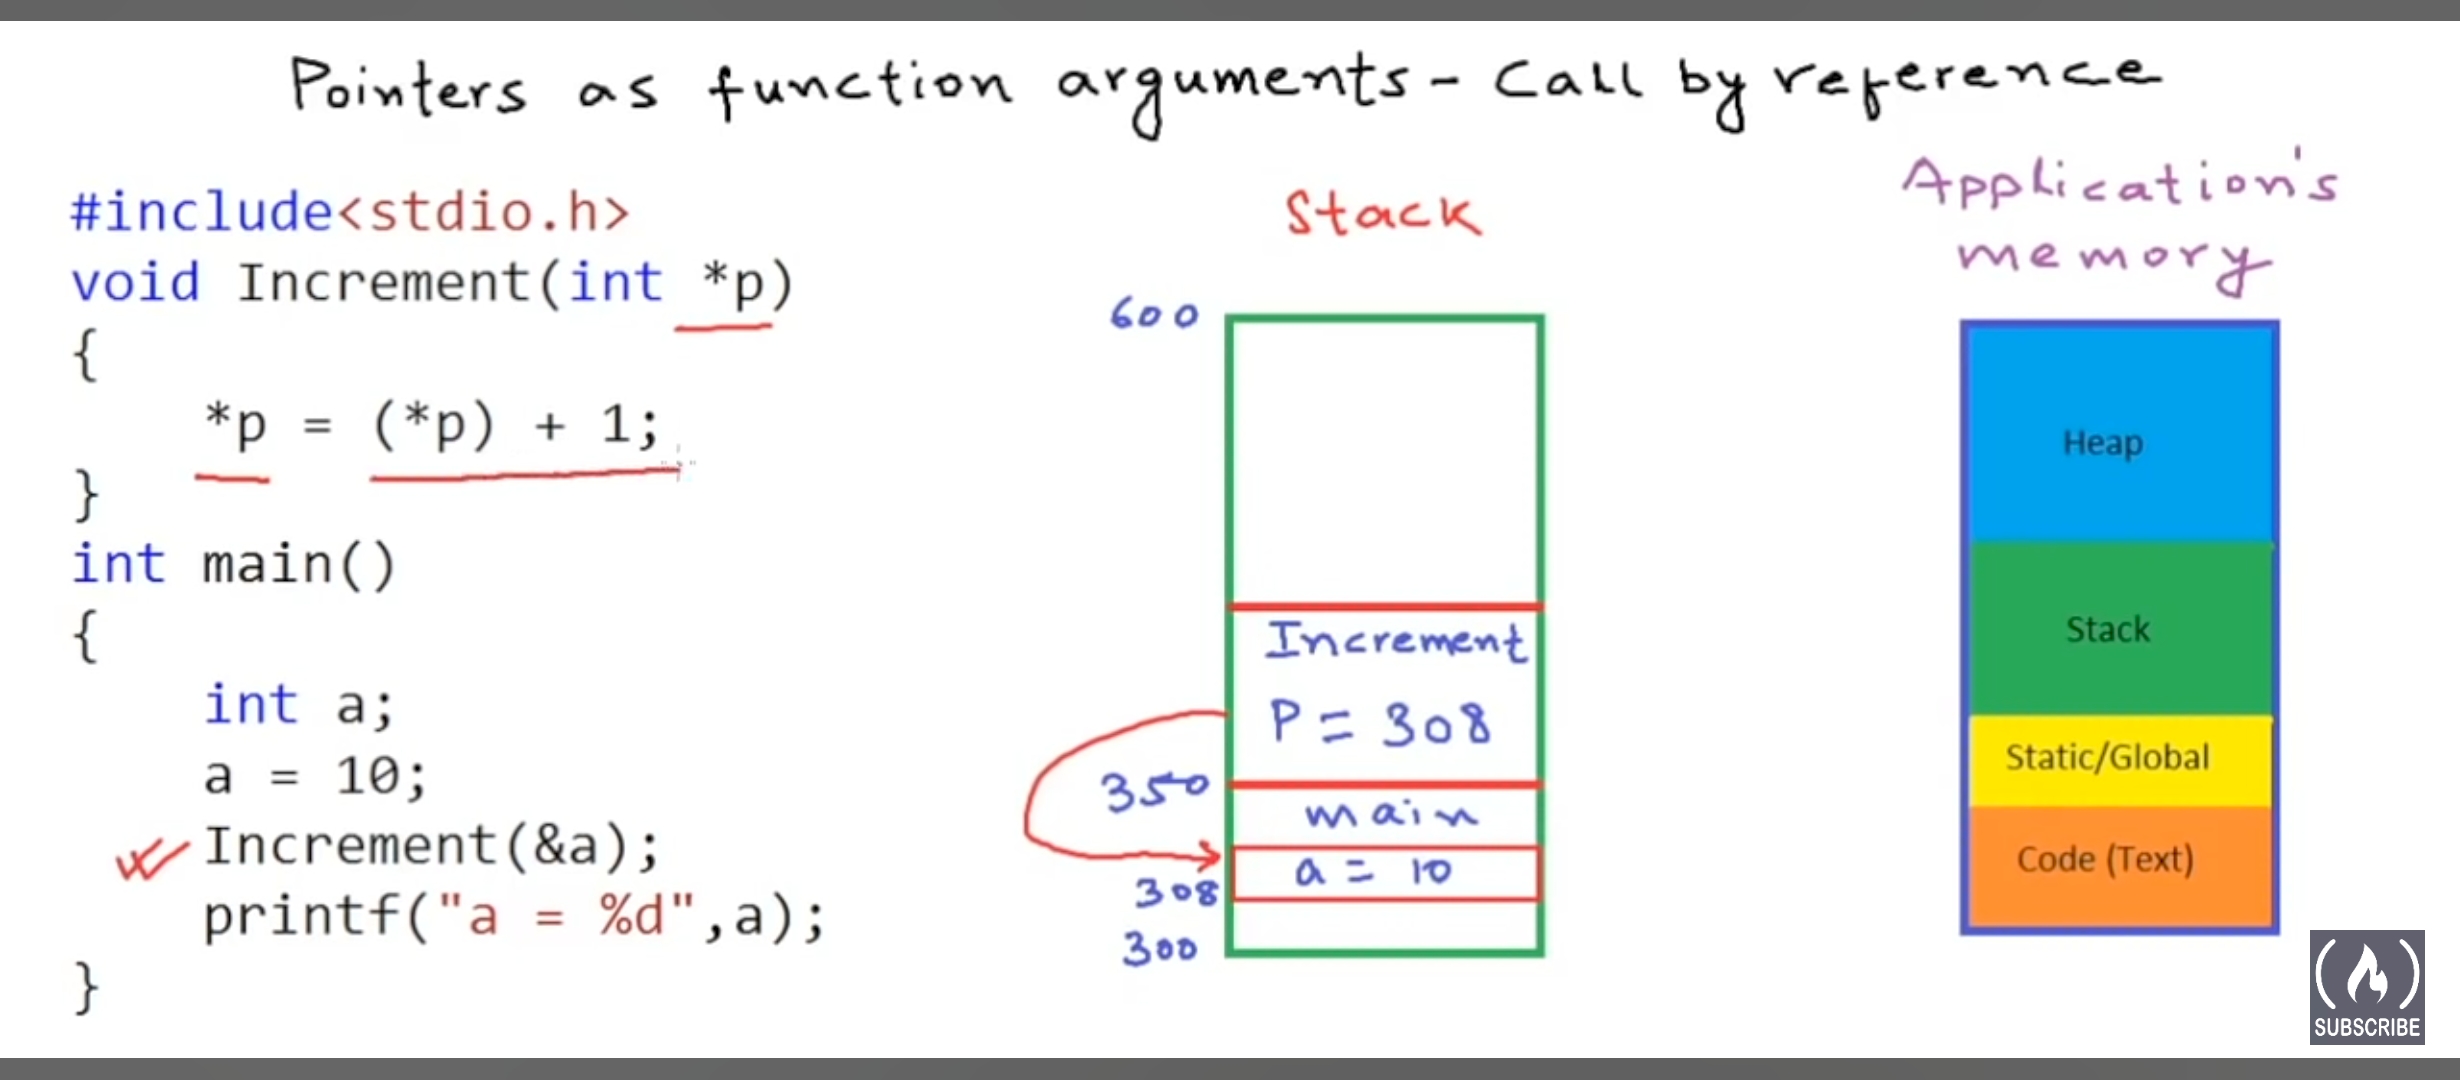 Pointers as function arguments - Call by reference
#include<stdio.h>
void Increment(int *p)
{
*p = (*p) + 1;
}
int main()
{
int a;
a = 10;
Increment(&a);
printf("a = %d",a);
}
Stack
600
Increment
P = 308
350
main
a = 10
308
300
Application's
memory
Heap
Stack
Static/Global
Code (Text)
SUBSCRIBE